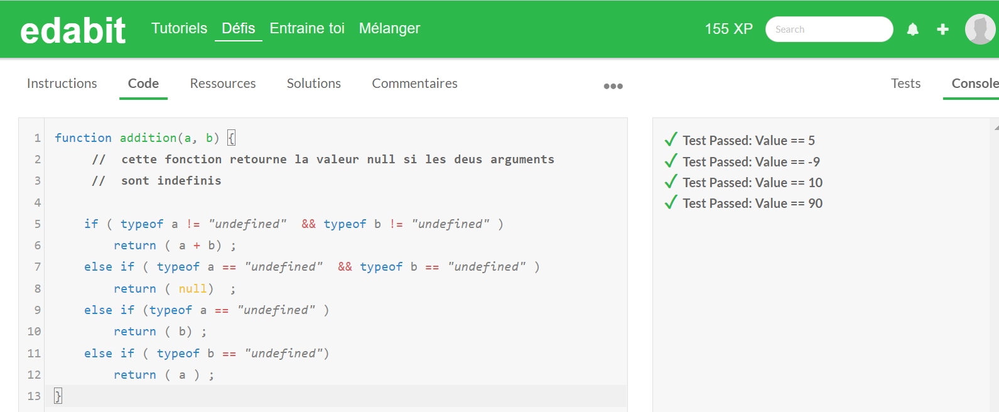 edabit Tutoriels Défis Entraine toi Mélanger 155 XP Search
Instructions Code Ressources Solutions Commentaires ••• Tests Console
1 function addition(a, b) {
2 // cette fonction retourne la valeur null si les deus arguments
3 // sont indefinis
4
5 if ( typeof a != "undefined" && typeof b != "undefined" )
6 return ( a + b) ;
7 else if ( typeof a == "undefined" && typeof b == "undefined" )
8 return ( null) ;
9 else if (typeof a == "undefined" )
10 return ( b) ;
11 else if ( typeof b == "undefined")
12 return ( a ) ;
13 }
Test Passed: Value == 5
Test Passed: Value == -9
Test Passed: Value == 10
Test Passed: Value == 90